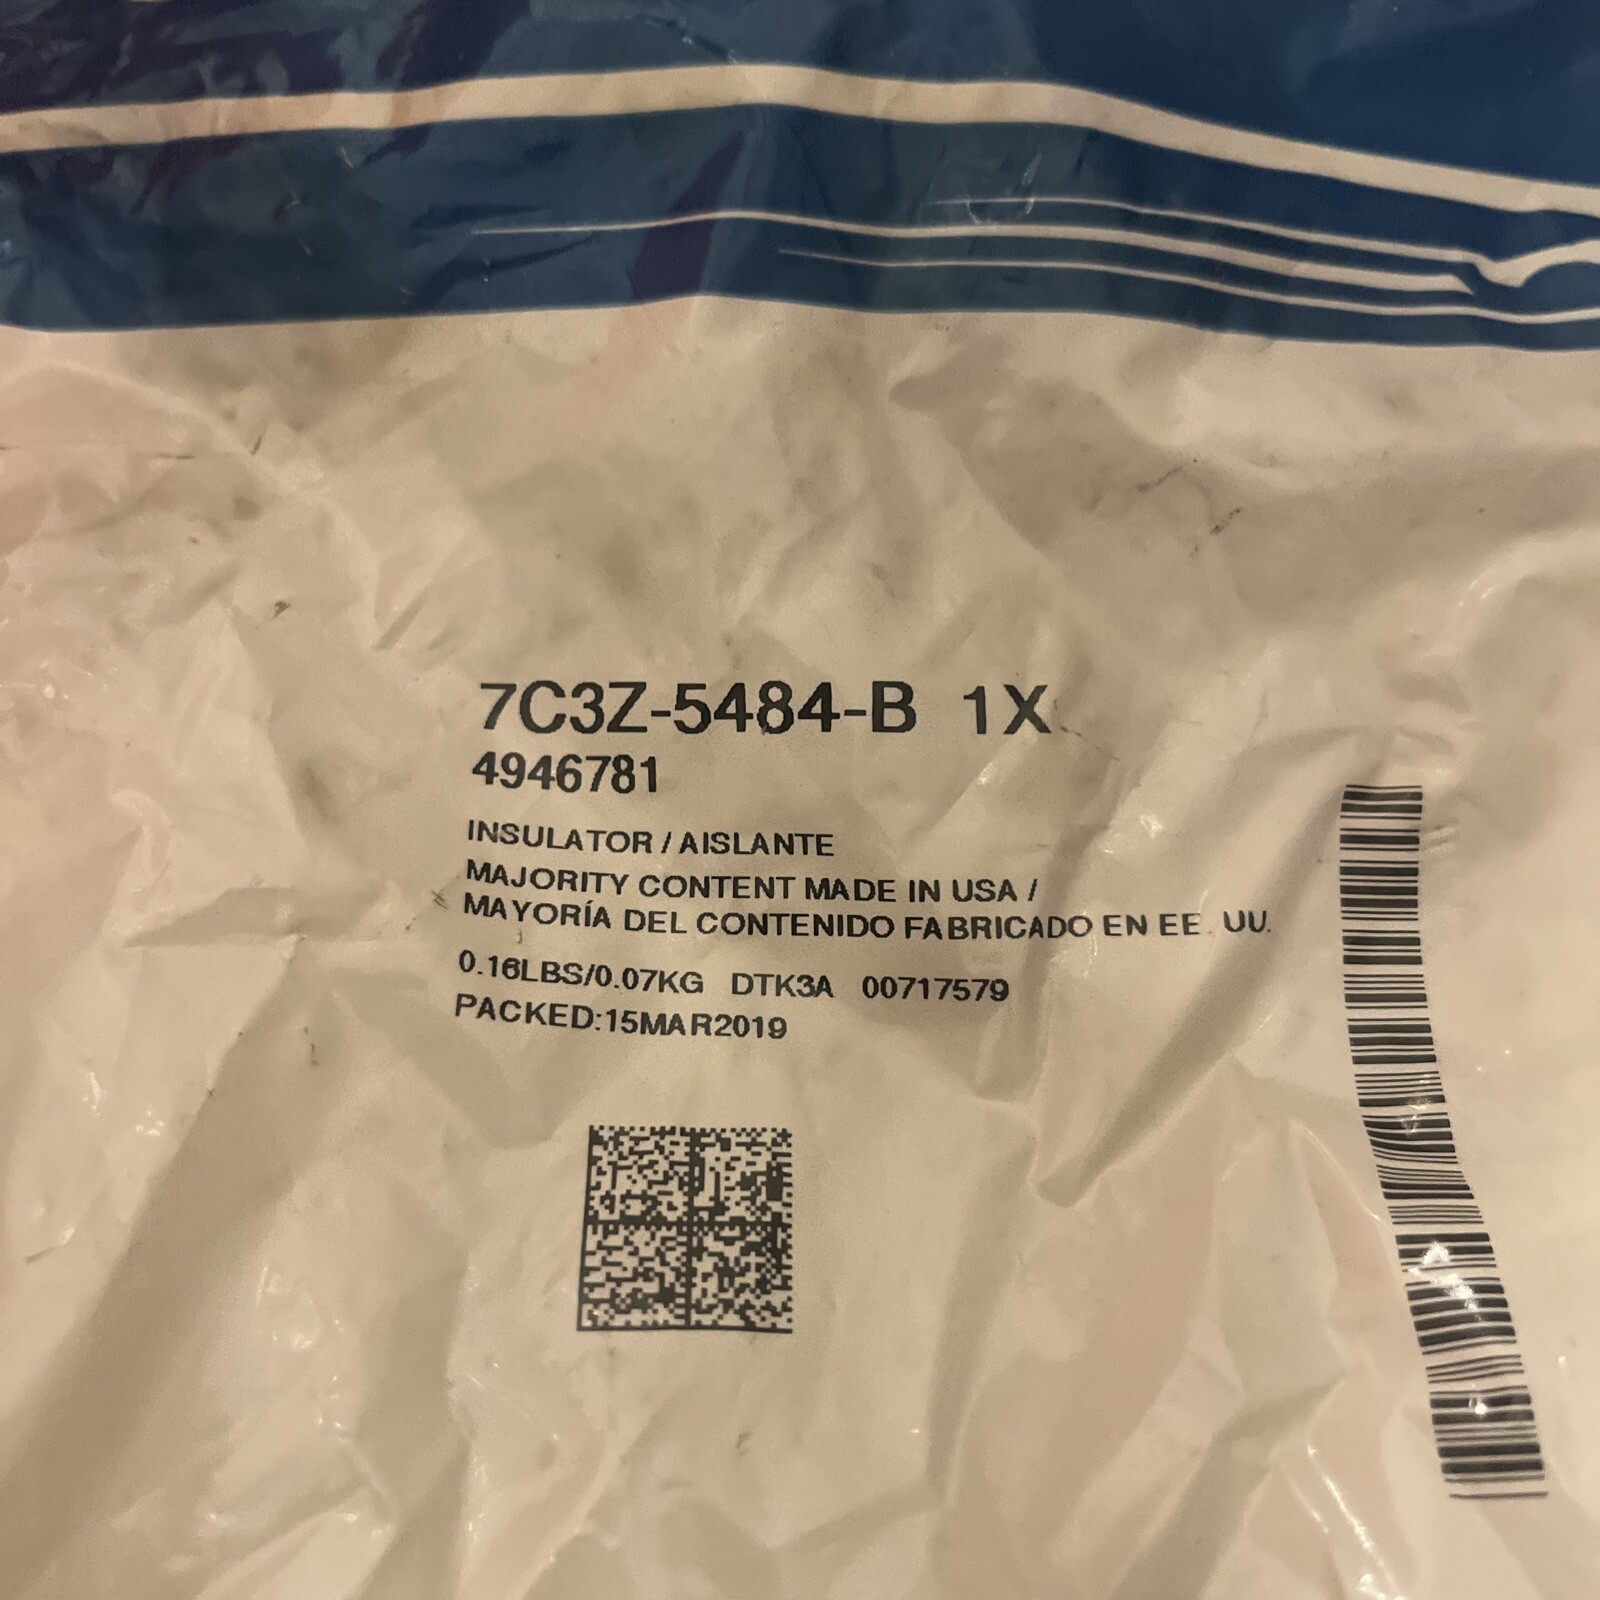 7C3Z-5484-B 1X
4946781
INSULATOR / AISLANTE
MAJORITY CONTENT MADE IN USA /
MAYORÍA DEL CONTENIDO FABRICADO EN EE. UU.
0.16LBS/0.07KG DTK3A 00717579
PACKED:15MAR2019